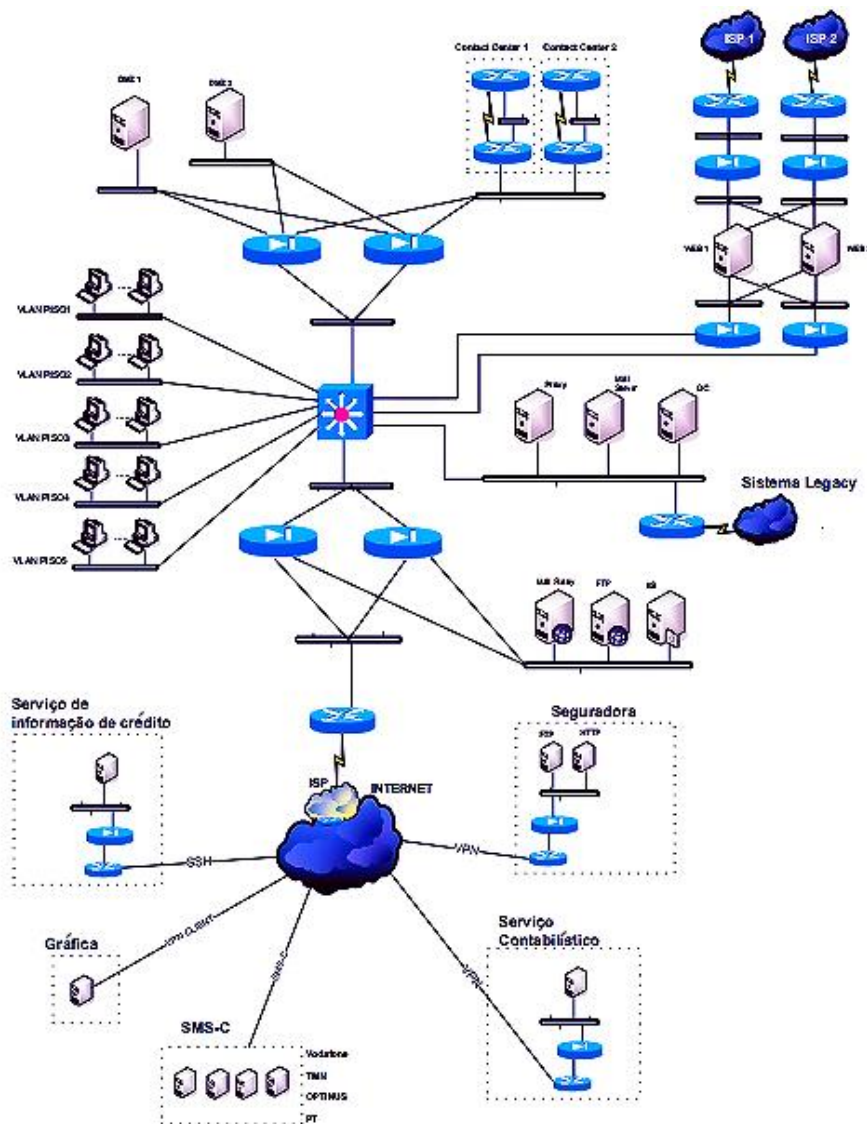 Contact Center 1
Contact Center 2
ISP 1
ISP 2
DMZ 1
WEB 1
VLAN PISO1
VLAN PISO2
VLAN PISO3
VLAN PISO4
VLAN PISO5
Proxy
Mail Server
DC
Sistema Legacy
Mail Relay
FTP
Serviço de
informação de crédito
Seguradora
FTP
HTTP
ISP
INTERNET
SSH
VPN
VPN CLIENT
SMS-C
VPN
Gráfica
Serviço
Contabilístico
SMS-C
Vodafone
TMN
OPTIMUS
PT